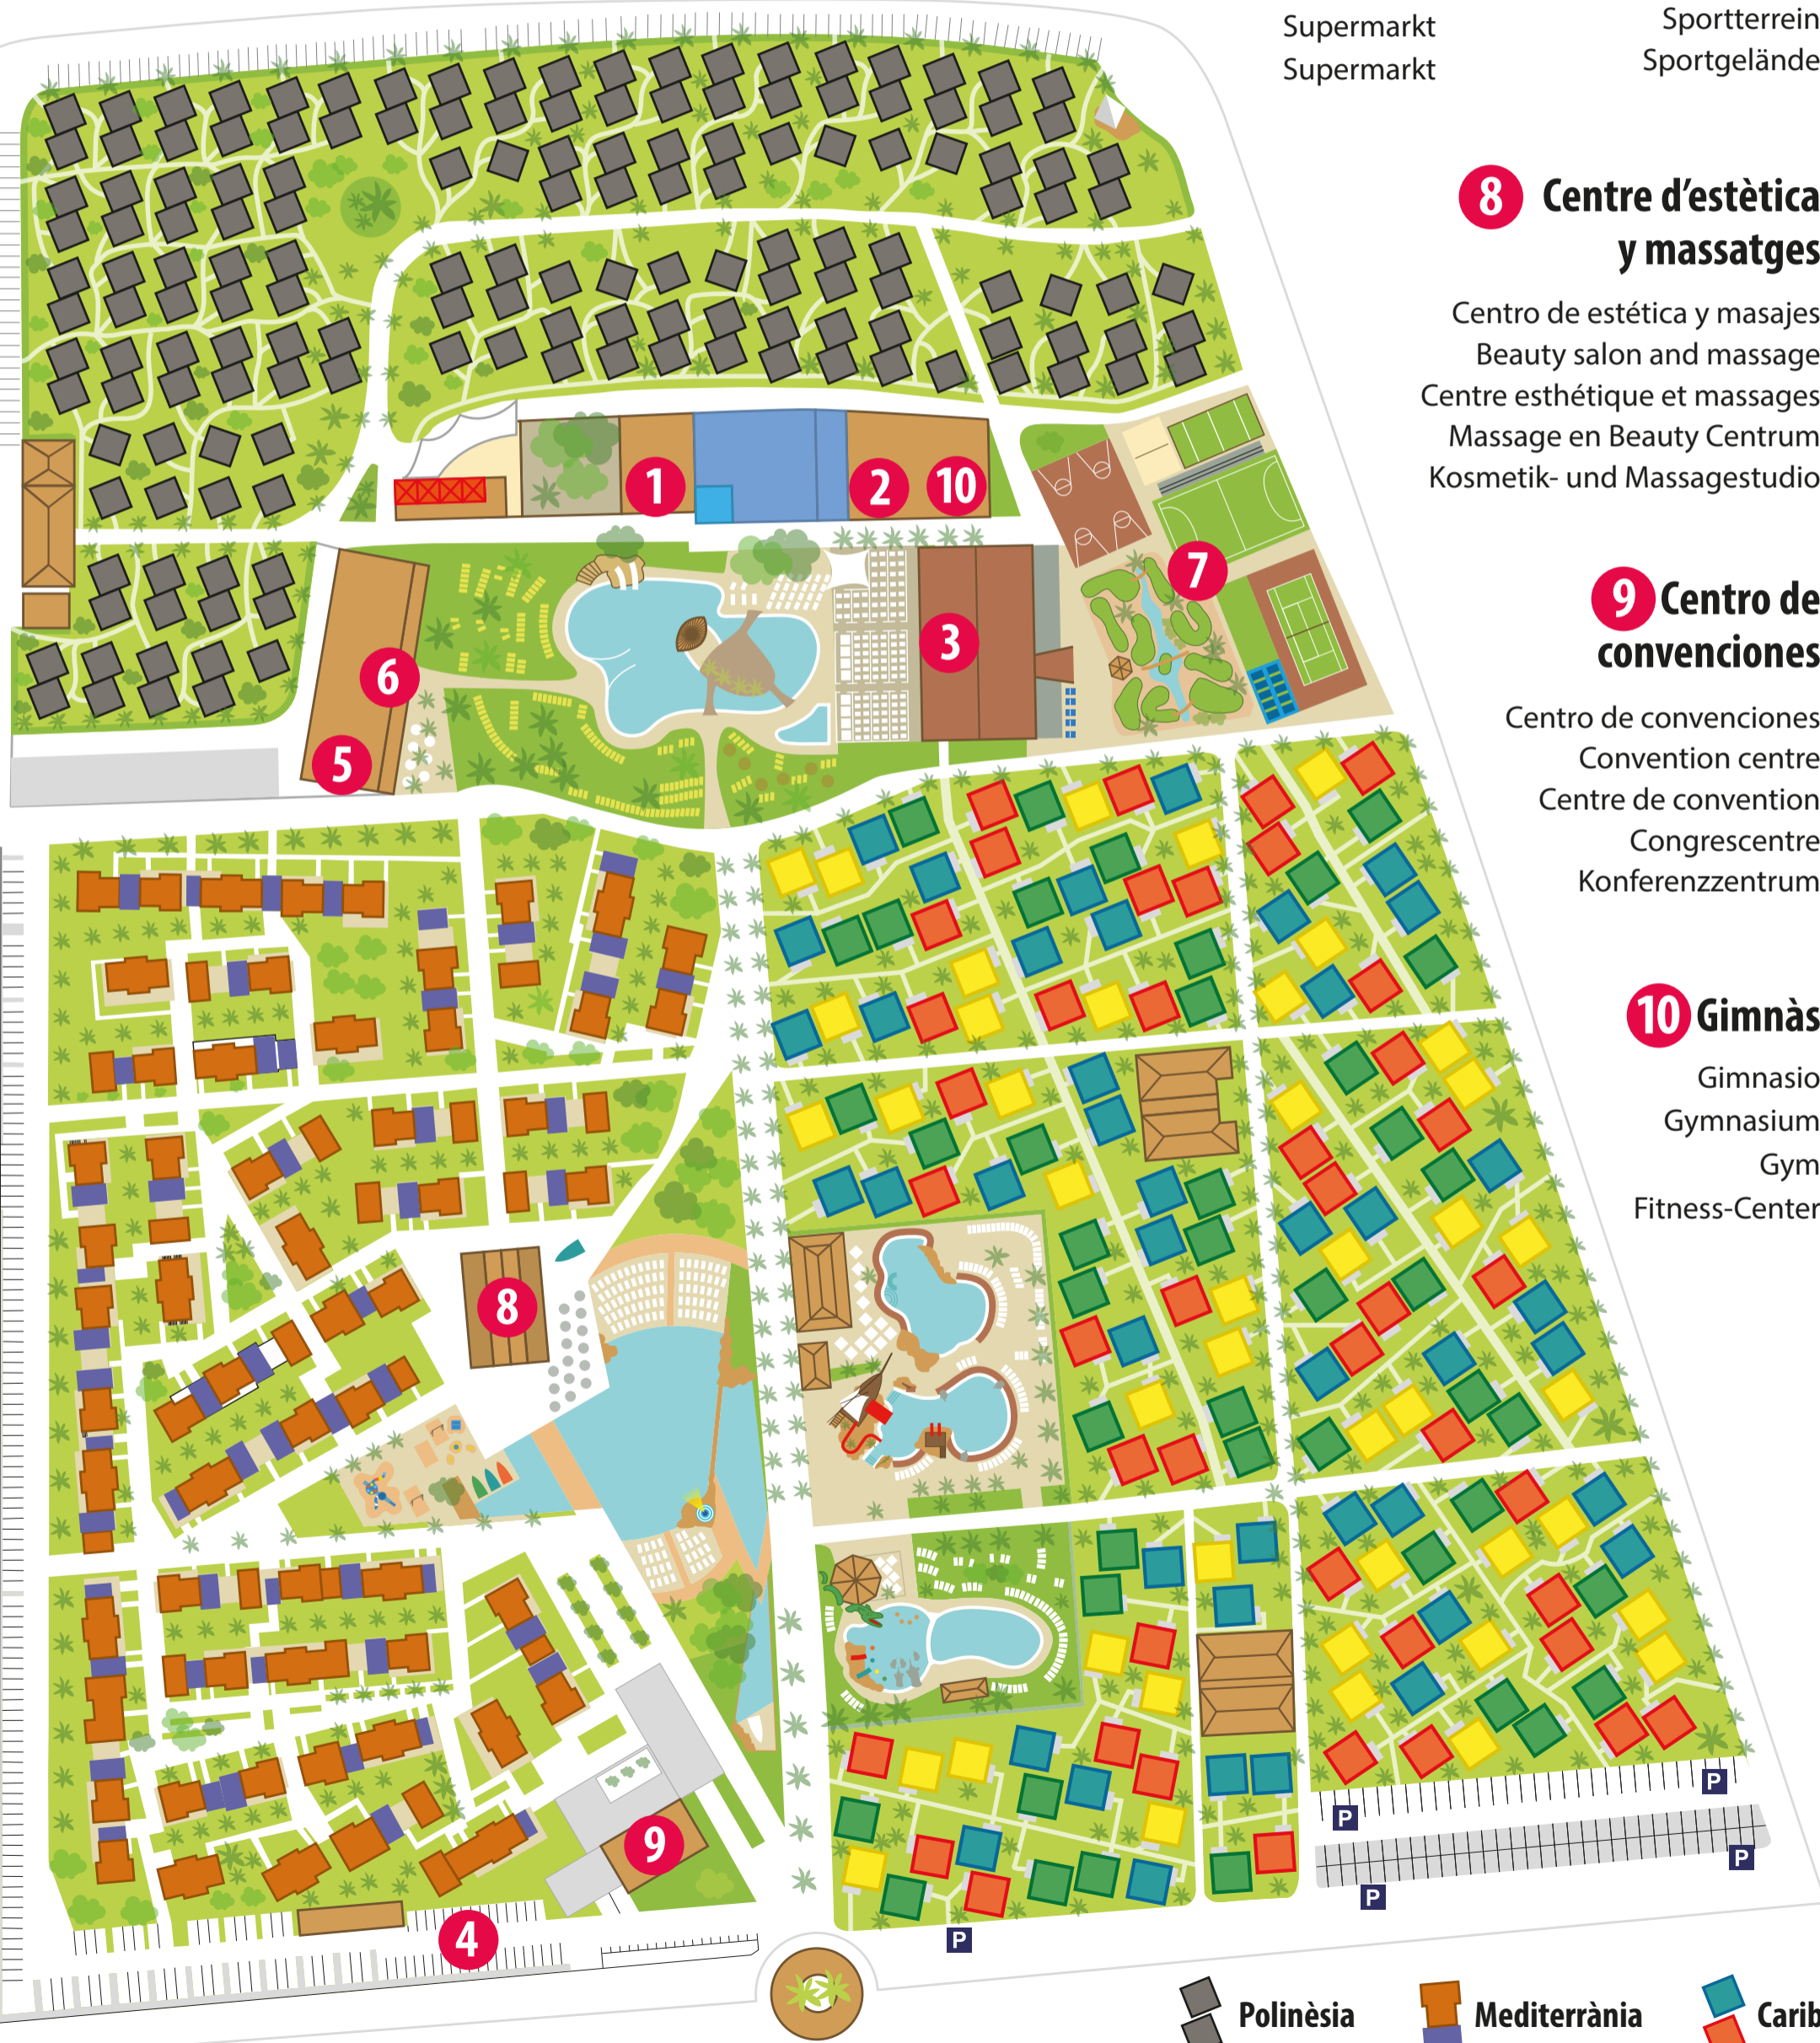 Supermarkt
Supermarkt
Sportterrein
Sportgelände
8 Centre d’estètica
y massatges
Centro de estética y masajes
Beauty salon and massage
Centre esthétique et massages
Massage en Beauty Centrum
Kosmetik- und Massagestudio
9 Centro de
convenciones
Centro de convenciones
Convention centre
Centre de convention
Congrescentre
Konferenzzentrum
10 Gimnàs
Gimnasio
Gymnasium
Gym
Fitness-Center
1
2
10
7
3
6
5
8
9
4
P
P
P
P
P
Polinèsia
Mediterrània
Carib